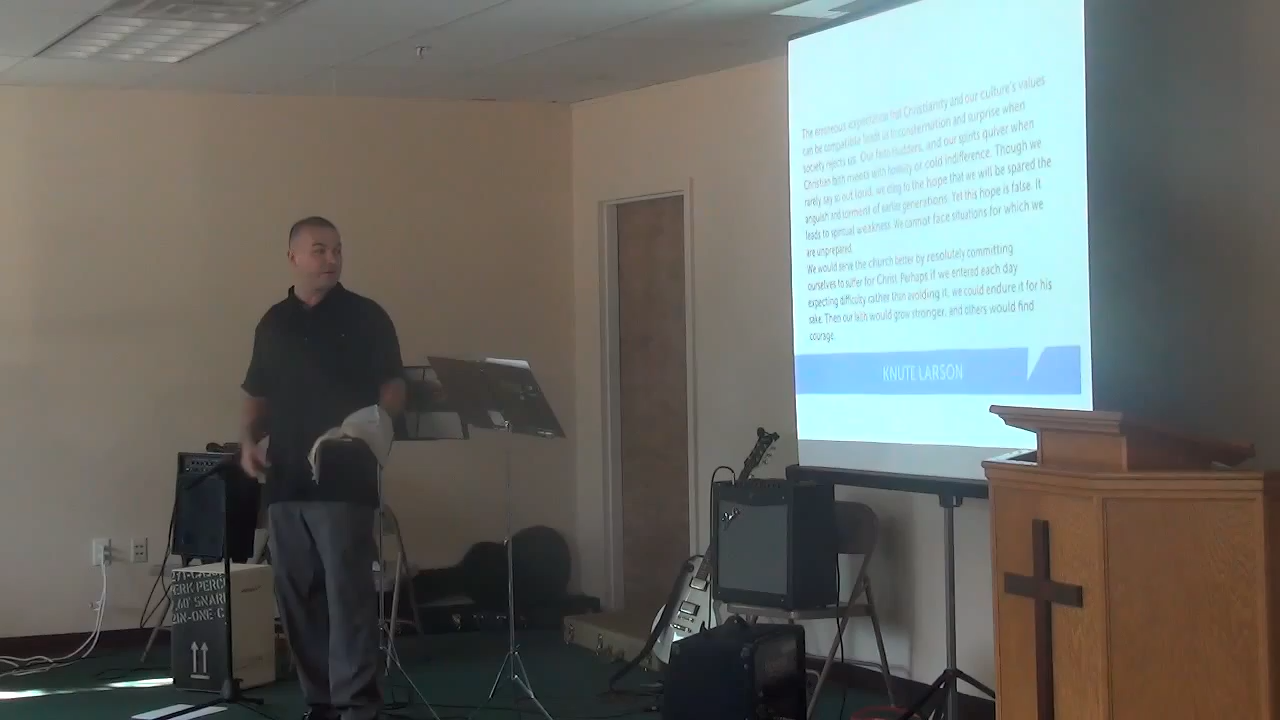 The erroneous expectation that Christianity and our culture's values
can be compatible leads us to consternation and surprise when
society rejects us. Our faith shudders, and our spirits quiver when
Christian faith meets with hostility or cold indifference. Though we
rarely say so out loud, we cling to the hope that we will be spared the
anguish and torment of earlier generations. Yet this hope is false. It
leads to spiritual weakness. We cannot face situations for which we
are unprepared.
We would serve the church better by resolutely committing
ourselves to suffer for Christ. Perhaps if we entered each day
expecting difficulty rather than avoiding it, we could endure it for his
sake. Then our faith would grow stronger, and others would find
courage.
KNUTE LARSON
ERK PERC